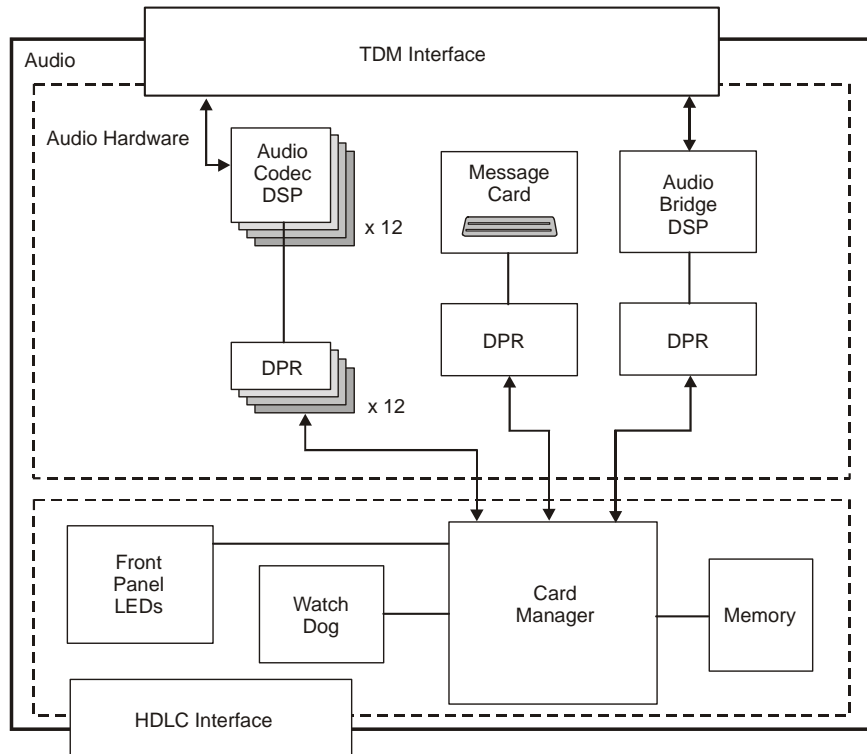 TDM Interface
Audio
Audio Hardware
Audio
Codec
DSP
x 12
Message
Card
Audio
Bridge
DSP
DPR
x 12
DPR
DPR
Front
Panel
LEDs
Watch
Dog
Card
Manager
Memory
HDLC Interface